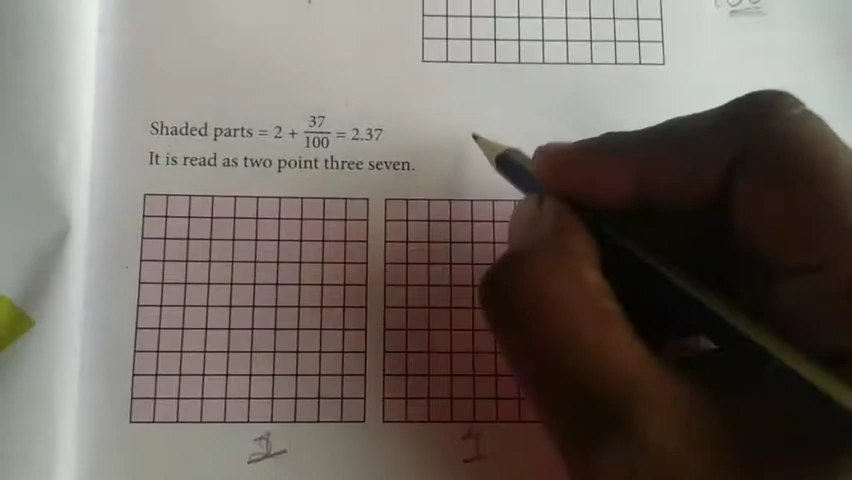 Shaded parts = 2 + 37/100 = 2.37
It is read as two point three seven.
1 1